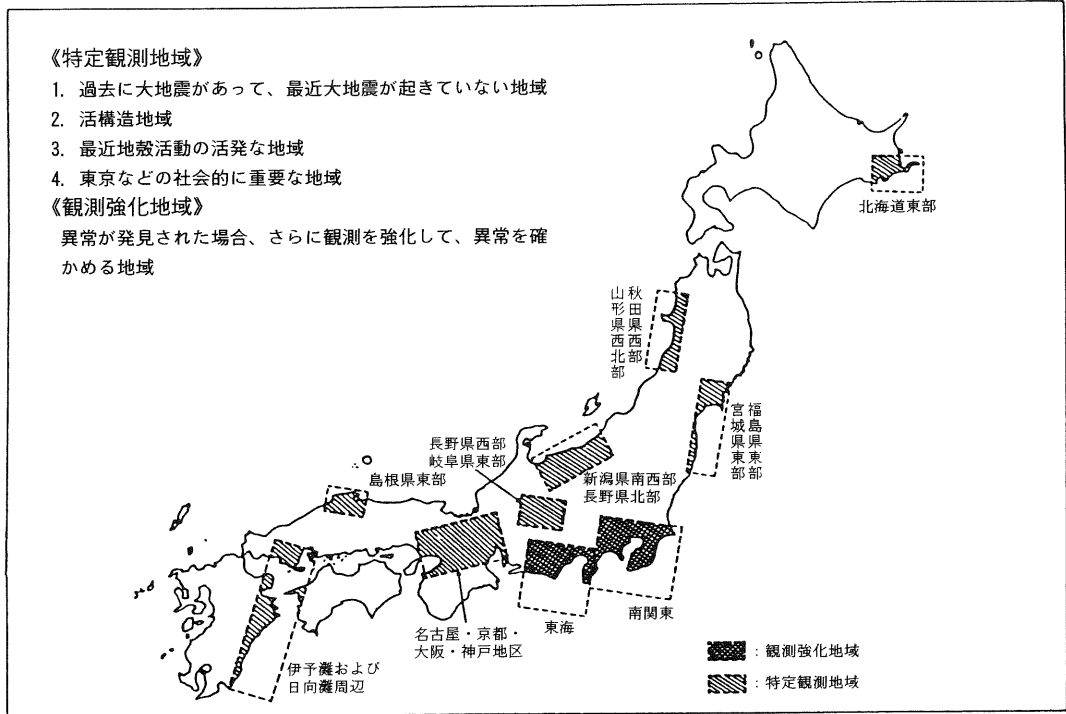 《特定観測地域》
1. 過去に大地震があって、最近大地震が起きていない地域
2. 活構造地域
3. 最近地殻活動の活発な地域
4. 東京などの社会的に重要な地域
《観測強化地域》
異常が発見された場合、さらに観測を強化して、異常を確
かめる地域
北海道東部
秋田県西部
山形県西北部
福島県東部
宮城県東部
長野県西部
岐阜県東部
新潟県南西部
長野県北部
島根県東部
南関東
東海
名古屋・京都・
大阪・神戸地区
伊予灘および
日向灘周辺
：観測強化地域
：特定観測地域